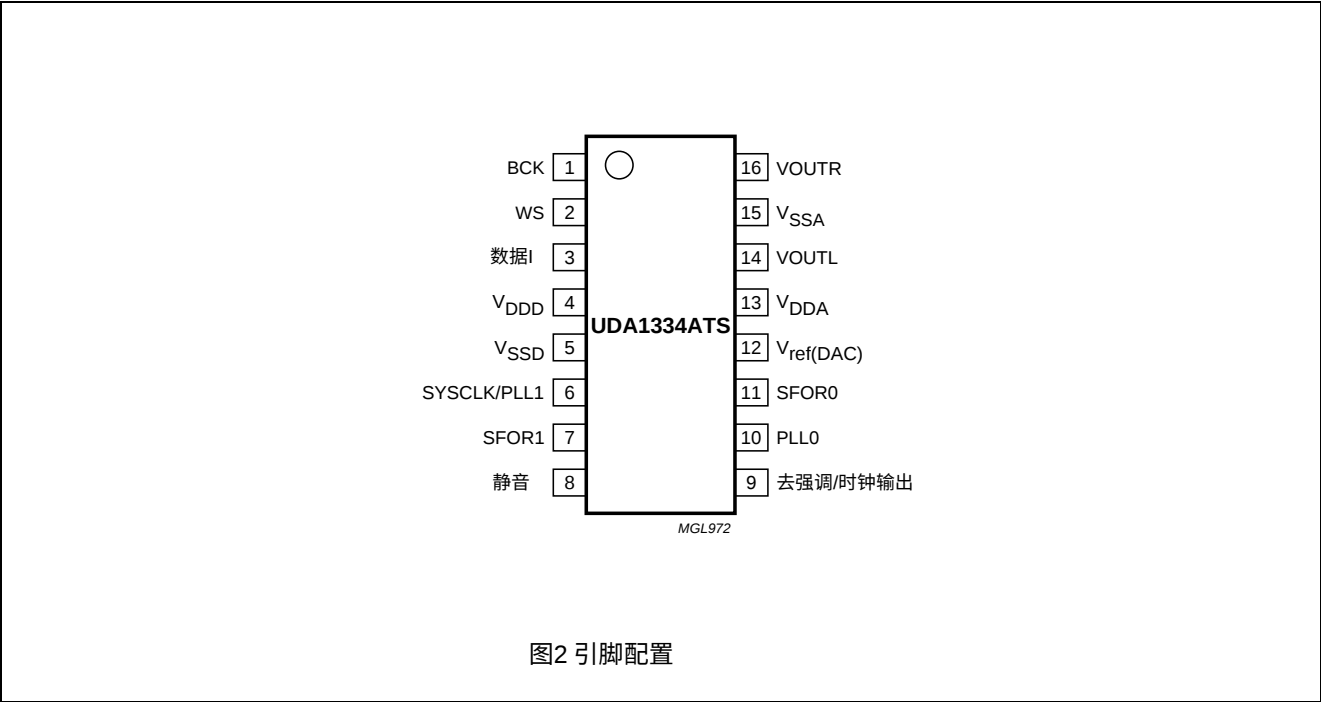 BCK 1
WS 2
数据I 3
VDDD 4
VSSD 5
SYSCLK/PLL1 6
SFOR1 7
静音 8
UDA1334ATS
16 VOUTR
15 VSSA
14 VOUTL
13 VDDA
12 Vref(DAC)
11 SFOR0
10 PLL0
9 去强调/时钟输出
MGL972
图2 引脚配置